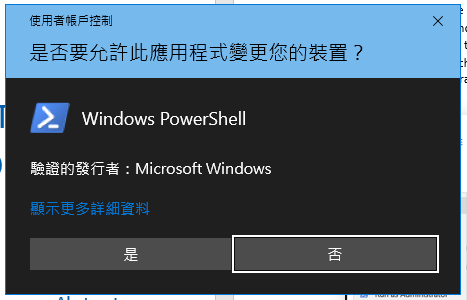 使用者帳戶控制
是否要允許此應用程式變更您的裝置？
Windows PowerShell
驗證的發行者：Microsoft Windows
顯示更多詳細資料
是
否